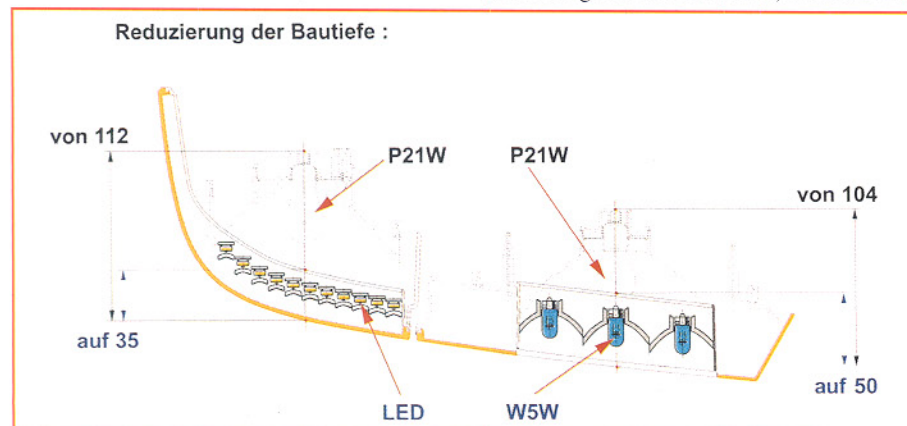 Reduzierung der Bautiefe :
von 112
P21W
P21W
von 104
auf 35
auf 50
LED
W5W